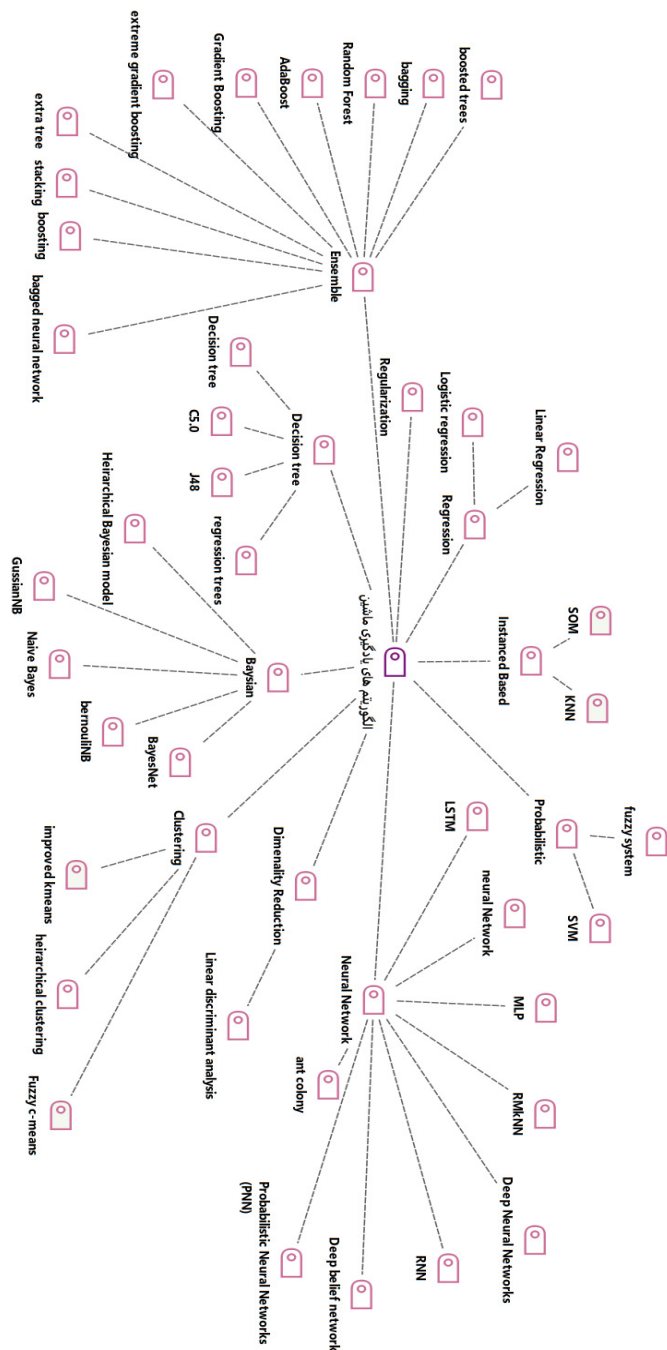 boosted trees
bagging
Random Forest
AdaBoost
Gradient Boosting
extreme gradient boosting
extra tree
stacking
boosting
bagged neural network
Ensemble
Regularization
Linear Regression
Logistic regression
Regression
Decision tree
C5.0
J48
regression trees
Decision tree
SOM
KNN
Instanced Based
الگوریتم های یادگیری ماشین
Heirarchical Bayesian model
GussianNB
Naive Bayes
bernouliNB
BayesNet
Baysian
fuzzy system
SVM
Probabilistic
Clustering
improved kmeans
heirarchical clustering
Fuzzy c-means
Dimenality Reduction
Linear discriminant analysis
LSTM
neural Network
MLP
RMkNN
Deep Neural Networks
RNN
Deep belief network
Probabilistic Neural Networks
(PNN)
ant colony
Neural Network